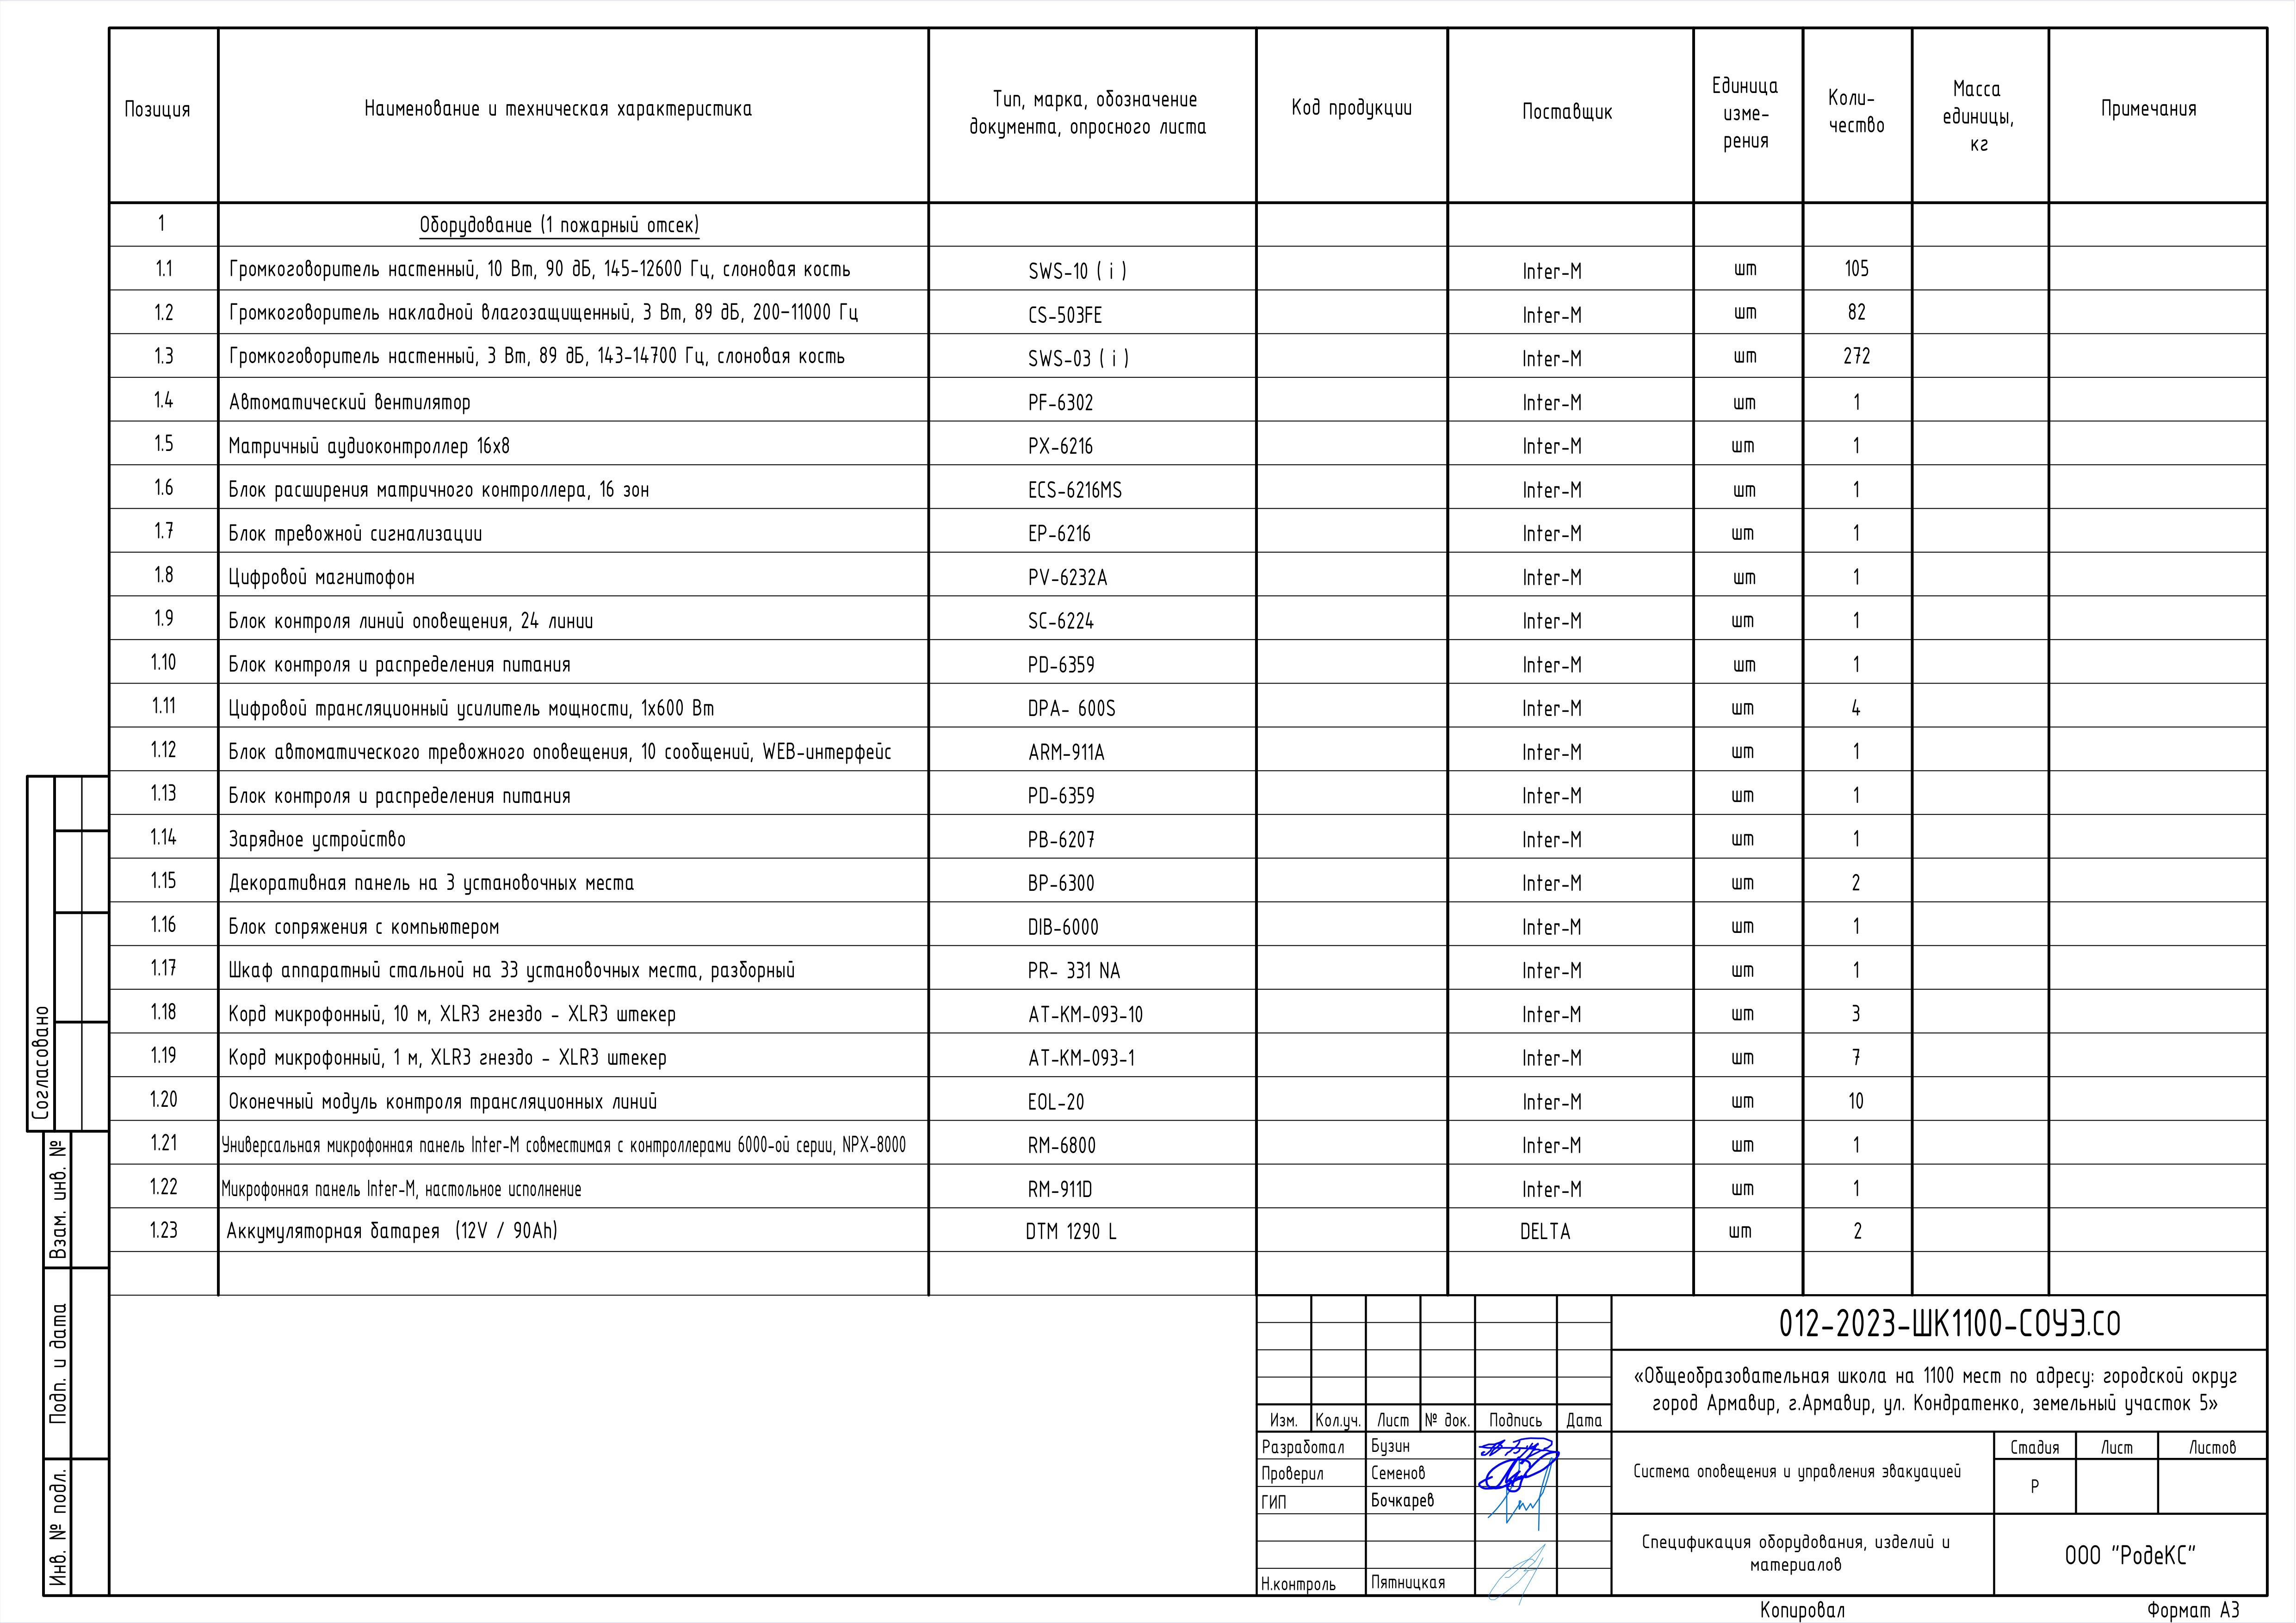 Позиция Наименование и техническая характеристика Тип, марка, обозначение документа, опросного листа Код продукции Поставщик Единица изме-рения Коли-чество Масса единицы, кг Примечания
1 Оборудование (1 пожарный отсек)
1.1 Громкоговоритель настенный, 10 Вт, 90 дБ, 145-12600 Гц, слоновая кость SWS-10 ( i ) Inter-M шт 105
1.2 Громкоговоритель накладной влагозащищенный, 3 Вт, 89 дБ, 200-11000 Гц CS-503FE Inter-M шт 82
1.3 Громкоговоритель настенный, 3 Вт, 89 дБ, 143-14700 Гц, слоновая кость SWS-03 ( i ) Inter-M шт 272
1.4 Автоматический вентилятор PF-6302 Inter-M шт 1
1.5 Матричный аудиоконтроллер 16х8 PX-6216 Inter-M шт 1
1.6 Блок расширения матричного контроллера, 16 зон ECS-6216MS Inter-M шт 1
1.7 Блок тревожной сигнализации EP-6216 Inter-M шт 1
1.8 Цифровой магнитофон PV-6232A Inter-M шт 1
1.9 Блок контроля линий оповещения, 24 линии SC-6224 Inter-M шт 1
1.10 Блок контроля и распределения питания PD-6359 Inter-M шт 1
1.11 Цифровой трансляционный усилитель мощности, 1х600 Вт DPA- 600S Inter-M шт 4
1.12 Блок автоматического тревожного оповещения, 10 сообщений, WEB-интерфейс ARM-911A Inter-M шт 1
1.13 Блок контроля и распределения питания PD-6359 Inter-M шт 1
1.14 Зарядное устройство PB-6207 Inter-M шт 1
1.15 Декоративная панель на 3 установочных места BP-6300 Inter-M шт 2
1.16 Блок сопряжения с компьютером DIB-6000 Inter-M шт 1
1.17 Шкаф аппаратный стальной на 33 установочных места, разборный PR- 331 NA Inter-M шт 1
1.18 Корд микрофонный, 10 м, XLR3 гнездо - XLR3 штекер AT-KM-093-10 Inter-M шт 3
1.19 Корд микрофонный, 1 м, XLR3 гнездо - XLR3 штекер AT-KM-093-1 Inter-M шт 7
1.20 Оконечный модуль контроля трансляционных линий EOL-20 Inter-M шт 10
1.21 Универсальная микрофонная панель Inter-M совместимая с контроллерами 6000-ой серии, NPX-8000 RM-6800 Inter-M шт 1
1.22 Микрофонная панель Inter-M, настольное исполнение RM-911D Inter-M шт 1
1.23 Аккумуляторная батарея (12V / 90Ah) DTM 1290 L DELTA шт 2
Согласовано
Взам. инв. №
Подп. и дата
Инв. № подл.
012-2023-ШК1100-СОУЭ.СО
«Общеобразовательная школа на 1100 мест по адресу: городской округ
город Армавир, г.Армавир, ул. Кондратенко, земельный участок 5»
Изм. Кол.уч. Лист № док. Подпись Дата
Разработал Бузин
Проверил Семенов
ГИП Бочкарев
Н.контроль Пятницкая
Система оповещения и управления эвакуацией
Стадия Лист Листов
Р
Спецификация оборудования, изделий и
материалов
ООО "РодеКС"
Копировал Формат А3